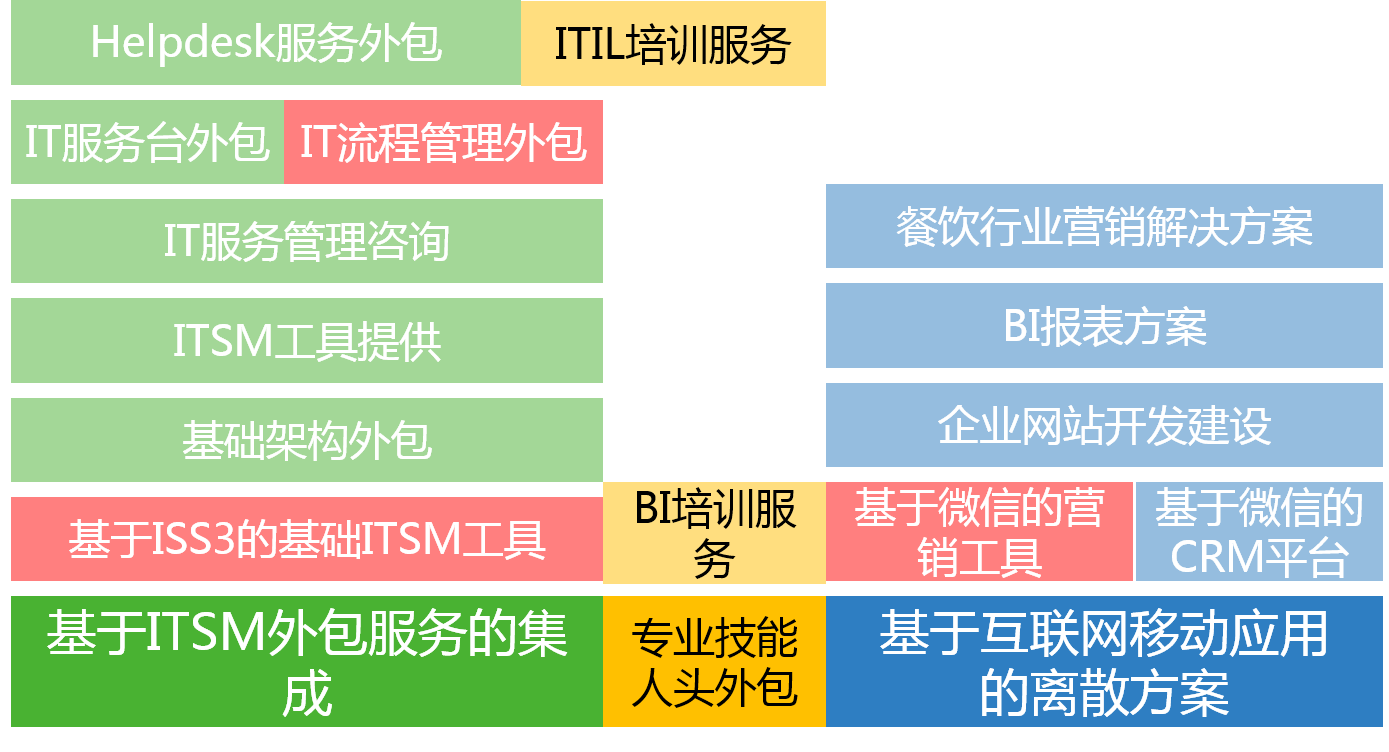 Helpdesk服务外包
ITIL培训服务
IT服务台外包
IT流程管理外包
IT服务管理咨询
餐饮行业营销解决方案
ITSM工具提供
BI报表方案
基础架构外包
企业网站开发建设
基于ISS3的基础ITSM工具
BI培训服
务
基于微信的营
销工具
基于微信的
CRM平台
基于ITSM外包服务的集
成
专业技能
人头外包
基于互联网移动应用
的离散方案